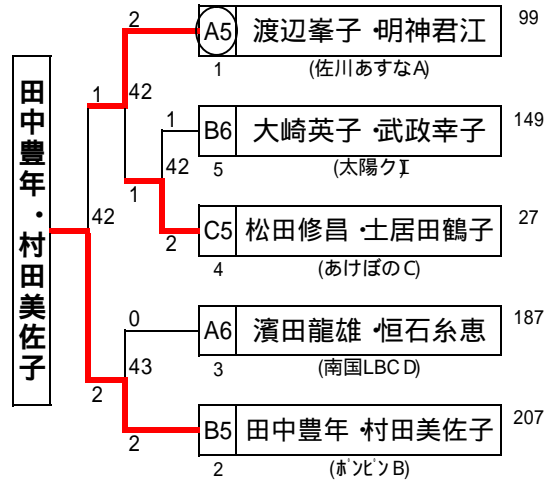 2
A5 渡辺峯子・明神君江 99
1 (佐川あすなA)
田中豊年・村田美佐子
1 42
1 B6 大崎英子・武政幸子 149
42 5 (太陽クエ
1
42
2 C5 松田修昌・土居田鶴子 27
4 (あけぼのC)
0 A6 濱田龍雄・恒石糸恵 187
43 3 (南国LBC D)
2
2 B5 田中豊年・村田美佐子 207
2 (ポンピンB)